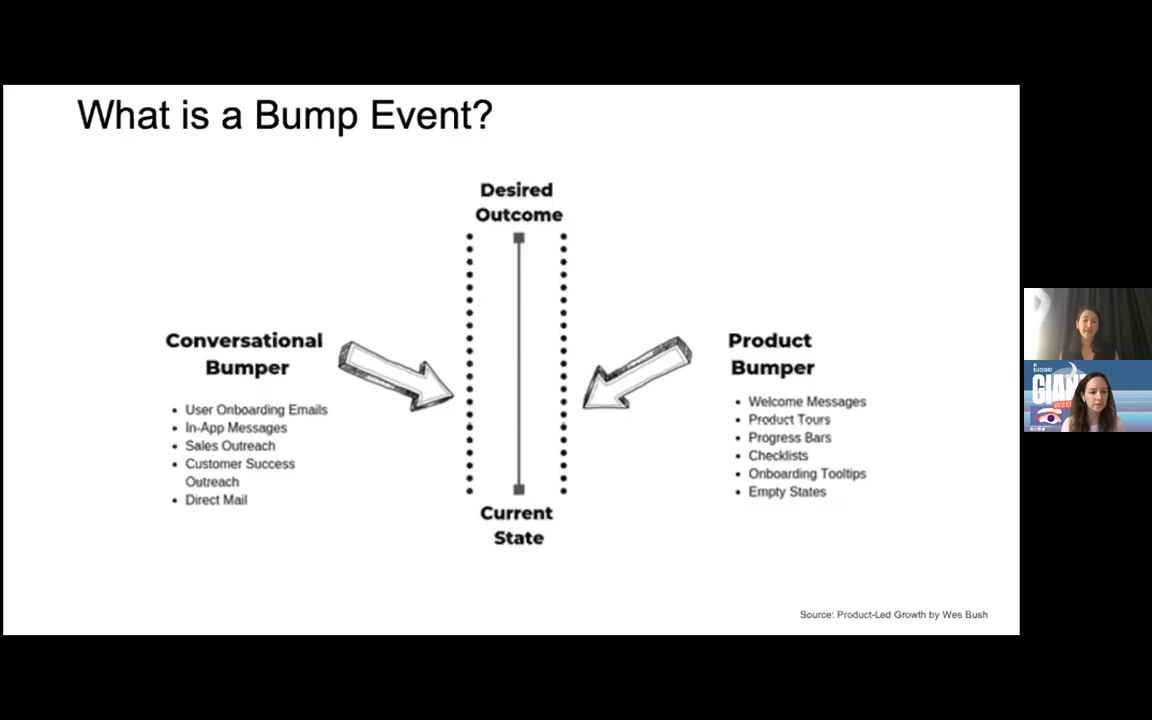 What is a Bump Event?
Desired
Outcome
Conversational
Bumper
• User Onboarding Emails
• In-App Messages
• Sales Outreach
• Customer Success
Outreach
• Direct Mail
Product
Bumper
• Welcome Messages
• Product Tours
• Progress Bars
• Checklists
• Onboarding Tooltips
• Empty States
Current
State
Source: Product-Led Growth by Wes Bush